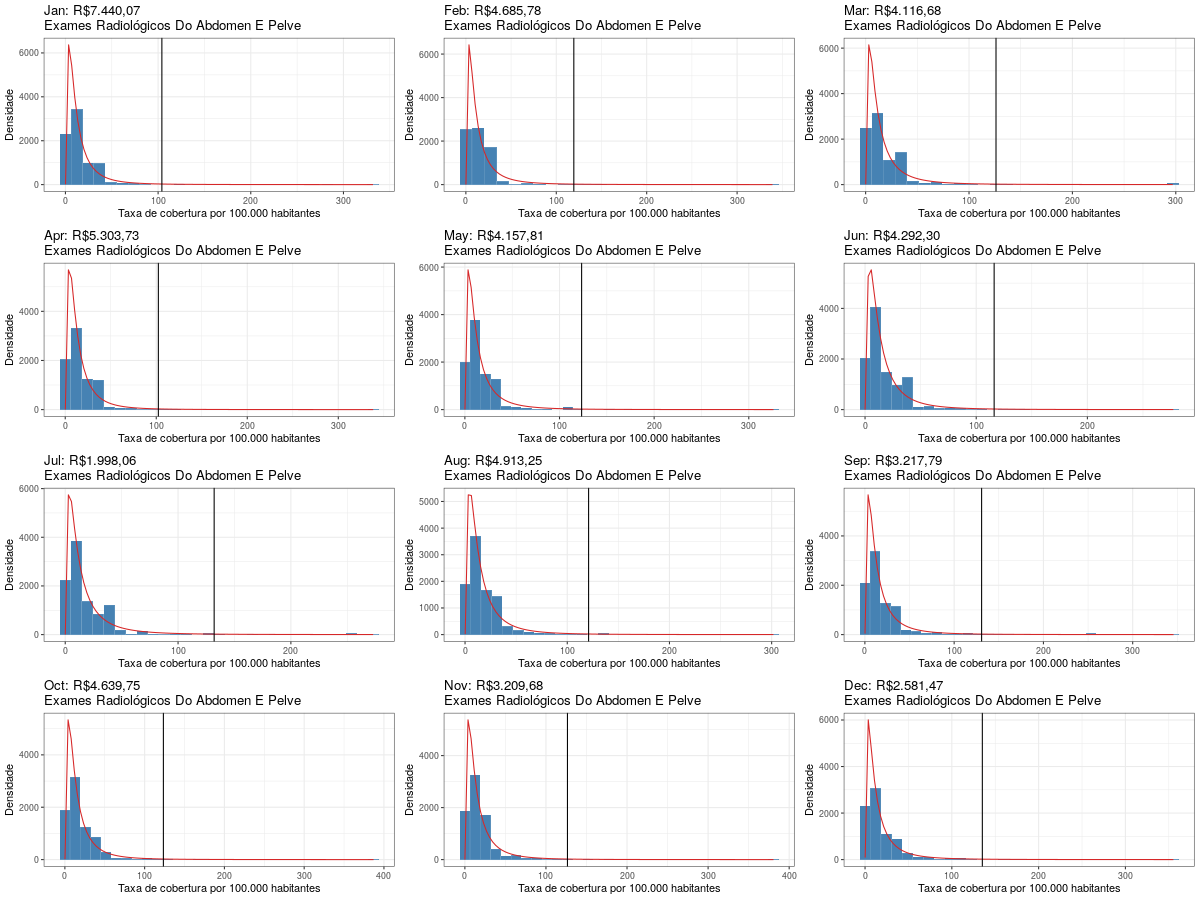 Jan: R$7.440,07
Exames Radiológicos Do Abdomen E Pelve
Densidade
6000
4000
2000
0
0 100 200 300
Taxa de cobertura por 100.000 habitantes
Feb: R$4.685,78
Exames Radiológicos Do Abdomen E Pelve
Densidade
6000
4000
2000
0
0 100 200 300
Taxa de cobertura por 100.000 habitantes
Mar: R$4.116,68
Exames Radiológicos Do Abdomen E Pelve
Densidade
6000
4000
2000
0
0 100 200 300
Taxa de cobertura por 100.000 habitantes
Apr: R$5.303,73
Exames Radiológicos Do Abdomen E Pelve
Densidade
4000
2000
0
0 100 200 300
Taxa de cobertura por 100.000 habitantes
May: R$4.157,81
Exames Radiológicos Do Abdomen E Pelve
Densidade
6000
4000
2000
0
0 100 200 300
Taxa de cobertura por 100.000 habitantes
Jun: R$4.292,30
Exames Radiológicos Do Abdomen E Pelve
Densidade
4000
2000
0
0 100 200
Taxa de cobertura por 100.000 habitantes
Jul: R$1.998,06
Exames Radiológicos Do Abdomen E Pelve
Densidade
6000
4000
2000
0
0 100 200
Taxa de cobertura por 100.000 habitantes
Aug: R$4.913,25
Exames Radiológicos Do Abdomen E Pelve
Densidade
5000
4000
3000
2000
1000
0
0 100 200 300
Taxa de cobertura por 100.000 habitantes
Sep: R$3.217,79
Exames Radiológicos Do Abdomen E Pelve
Densidade
4000
2000
0
0 100 200 300
Taxa de cobertura por 100.000 habitantes
Oct: R$4.639,75
Exames Radiológicos Do Abdomen E Pelve
Densidade
4000
2000
0
0 100 200 300 400
Taxa de cobertura por 100.000 habitantes
Nov: R$3.209,68
Exames Radiológicos Do Abdomen E Pelve
Densidade
4000
2000
0
0 100 200 300 400
Taxa de cobertura por 100.000 habitantes
Dec: R$2.581,47
Exames Radiológicos Do Abdomen E Pelve
Densidade
6000
4000
2000
0
0 100 200 300
Taxa de cobertura por 100.000 habitantes